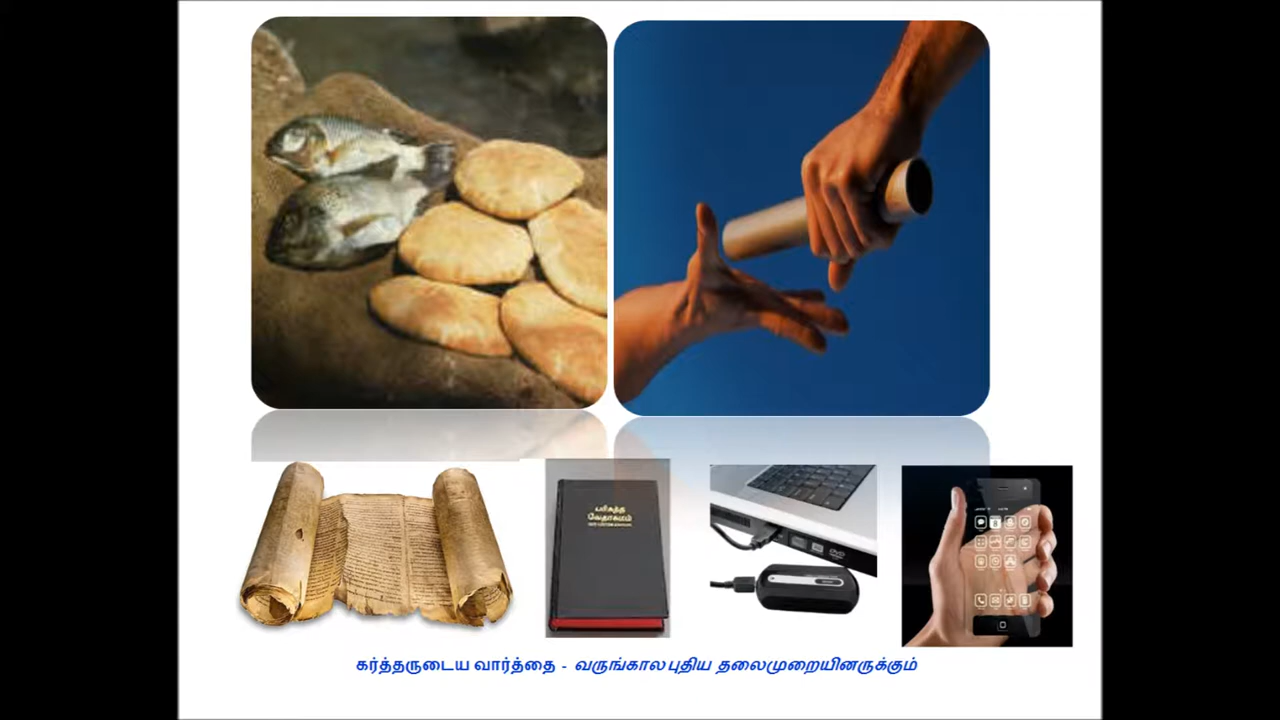 பரிசுத்த
வேதாகமம்
கர்த்தருடைய வார்த்தை - வருங்கால புதிய தலைமுறையினருக்கும்